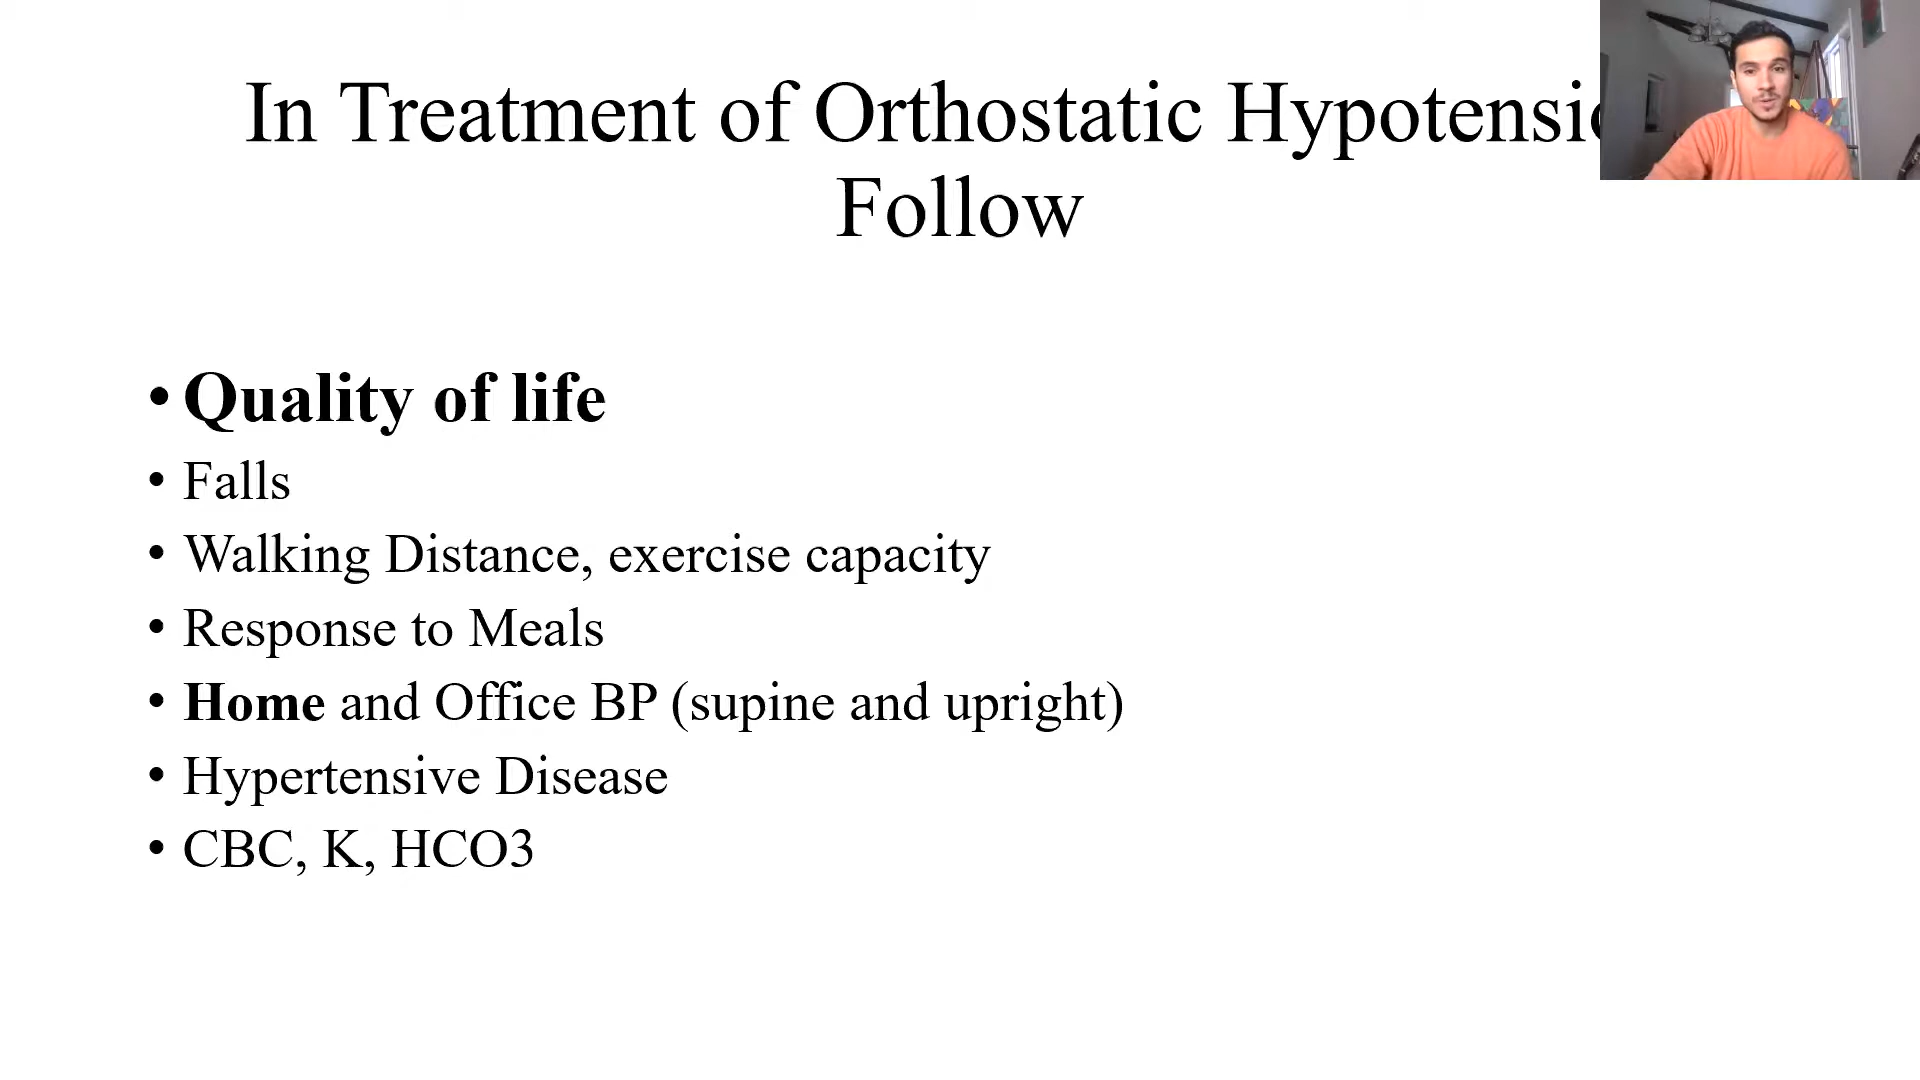 In Treatment of Orthostatic
Follow
• Quality of life
• Falls
• Walking Distance, exercise capacity
• Response to Meals
• Home and Office BP (supine and upright)
• Hypertensive Disease
• CBC, K, HCO3